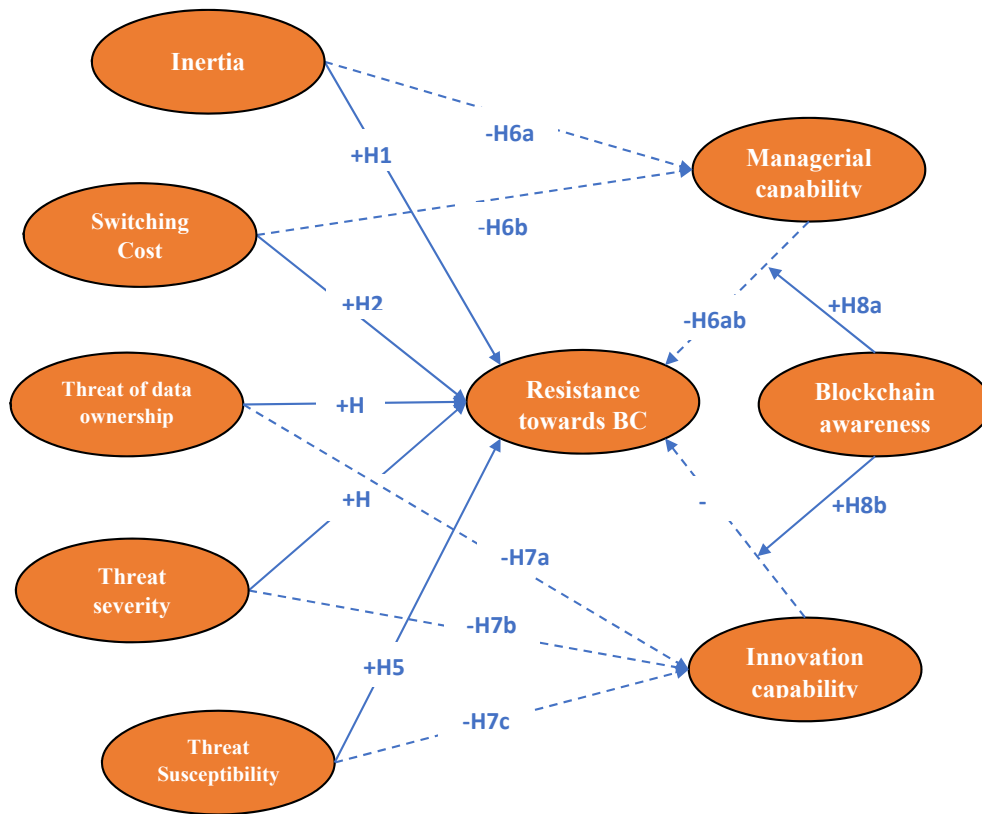 Inertia
-H6a
+H1
Managerial
capability
Switching
Cost
-H6b
+H2
+H8a
-H6ab
Threat of data
ownership
+H
Resistance
towards BC
Blockchain
awareness
+H
-
+H8b
-H7a
Threat
severity
-H7b
+H5
Innovation
capability
-H7c
Threat
Susceptibility